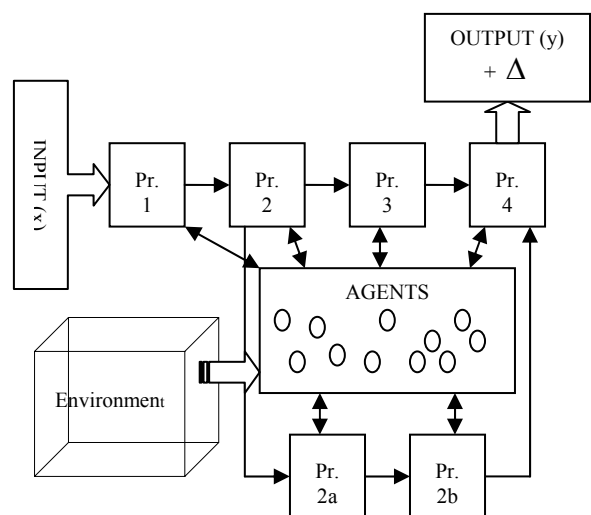 OUTPUT (y)
+ Δ
INPUT (x)
Pr.
1
Pr.
2
Pr.
3
Pr.
4
AGENTS
Environment
Pr.
2a
Pr.
2b